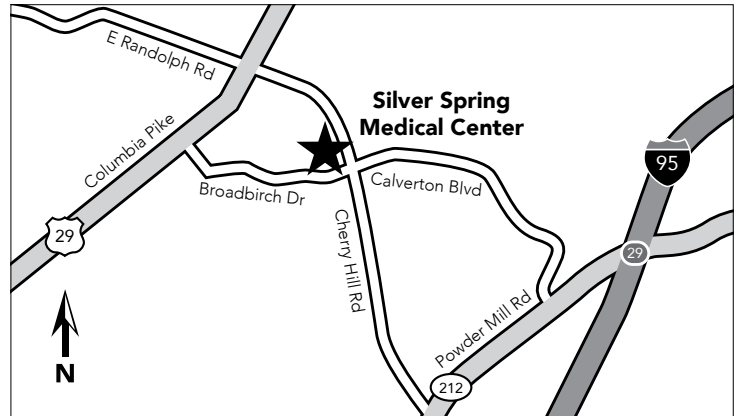 E Randolph Rd
Silver Spring
Medical Center
Columbia Pike
95
Broadbirch Dr
Calverton Blvd
Cherry Hill Rd
29
29
Powder Mill Rd
N
212